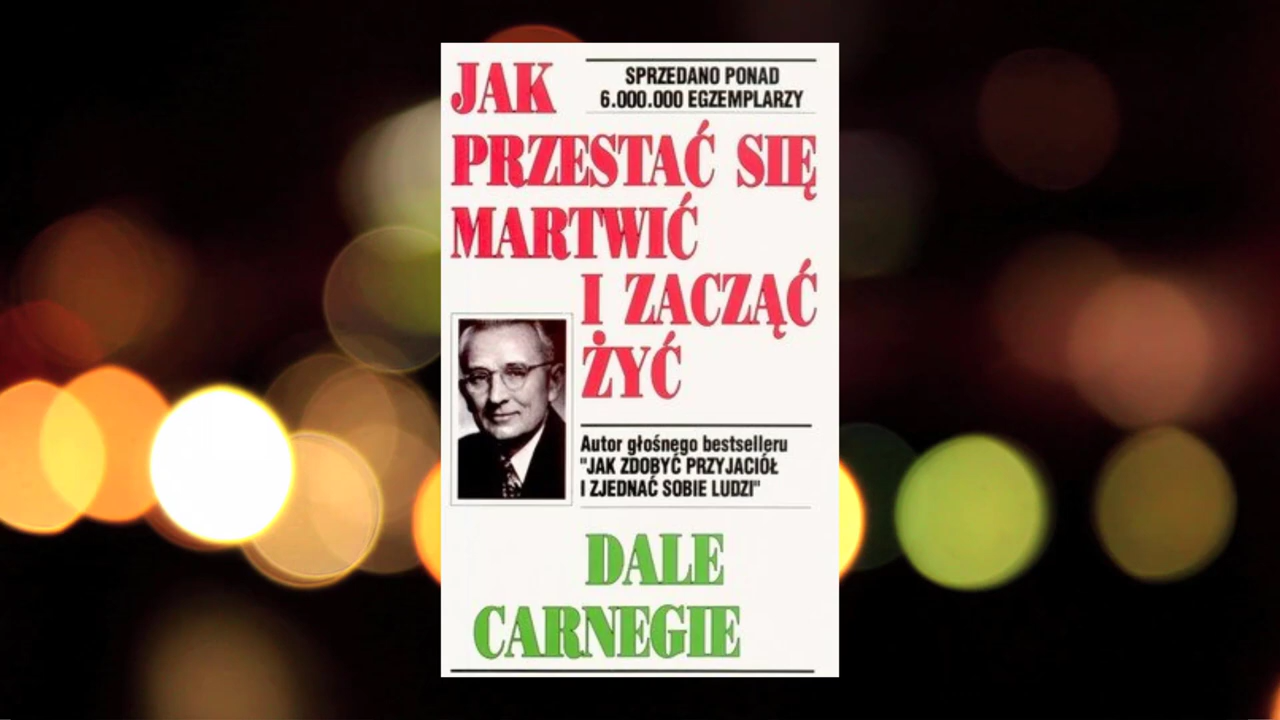 JAK
SPRZEDANO PONAD
6.000.000 EGZEMPLARZY
PRZESTAĆ SIĘ
MARTWIĆ
I ZACZĄĆ
ŻYĆ
Autor głośnego bestselleru
"JAK ZDOBYĆ PRZYJACIÓŁ
I ZJEDNAĆ SOBIE LUDZI"
DALE
CARNEGIE